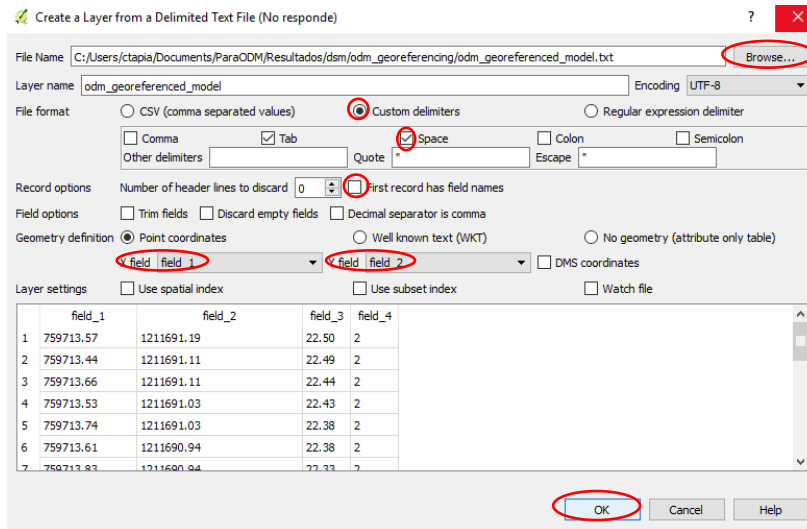 Create a Layer from a Delimited Text File (No responde) ?
File Name C:/Users/ctapia/Documents/ParaODM/Resultados/dsm/odm_georeferencing/odm_georeferenced_model.txt Browse...
Layer name odm_georeferenced_model Encoding UTF-8
File format CSV (comma separated values) Custom delimiters Regular expression delimiter
Comma Tab Space Colon Semicolon
Other delimiters Quote " Escape "
Record options Number of header lines to discard 0 First record has field names
Field options Trim fields Discard empty fields Decimal separator is comma
Geometry definition Point coordinates Well known text (WKT) No geometry (attribute only table)
X field field_1 Y field field_2 DMS coordinates
Layer settings Use spatial index Use subset index Watch file
field_1 field_2 field_3 field_4
1 759713.57 1211691.19 22.50 2
2 759713.44 1211691.11 22.49 2
3 759713.66 1211691.11 22.44 2
4 759713.53 1211691.03 22.43 2
5 759713.74 1211691.03 22.38 2
6 759713.61 1211690.94 22.38 2
7 759713.83 1211690.94 22.33 2
OK Cancel Help